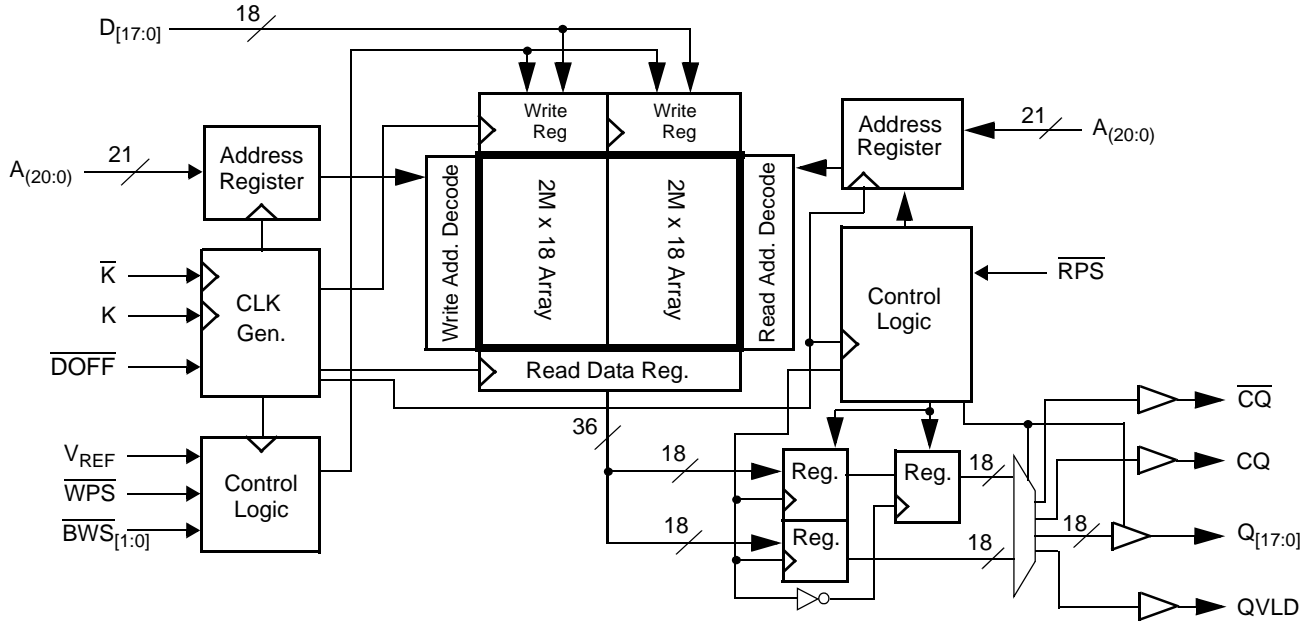 D[17:0]
18
Write
Reg
Write
Reg
Address
Register
21
A(20:0)
A(20:0)
21
Address
Register
Write Add. Decode
2M x 18 Array
2M x 18 Array
Read Add. Decode
K
K
DOFF
CLK
Gen.
Control
Logic
RPS
Read Data Reg.
VREF
WPS
BWS[1:0]
Control
Logic
36
18
Reg.
Reg.
18
CQ
CQ
18
Reg.
18
18
Q[17:0]
QVLD